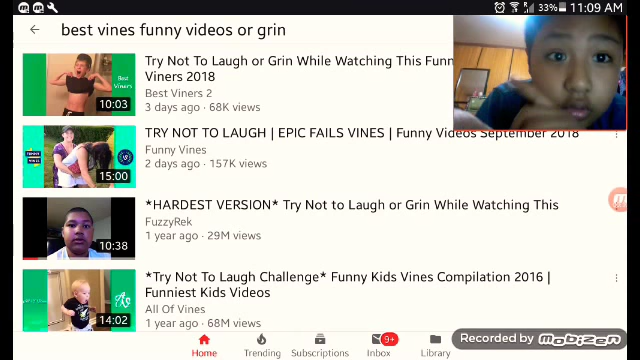 33% 11:09 AM
best vines funny videos or grin
Try Not To Laugh or Grin While Watching This Funn
Viners 2018
Best Vines 2
3 days ago · 68K views
Best
Viners
10:03
TRY NOT TO LAUGH | EPIC FAILS VINES | Funny Videos September 2018
Funny Vines
2 days ago · 157K views
FUNNY
VINES
15:00
*HARDEST VERSION* Try Not to Laugh or Grin While Watching This
FuzzyRek
1 year ago · 29M views
10:38
*Try Not To Laugh Challenge* Funny Kids Vines Compilation 2016 |
Funniest Kids Videos
All Of Vines
1 year ago · 68M views
14:02
9+
Home Trending Subscriptions Inbox Library
Recorded by mobizen